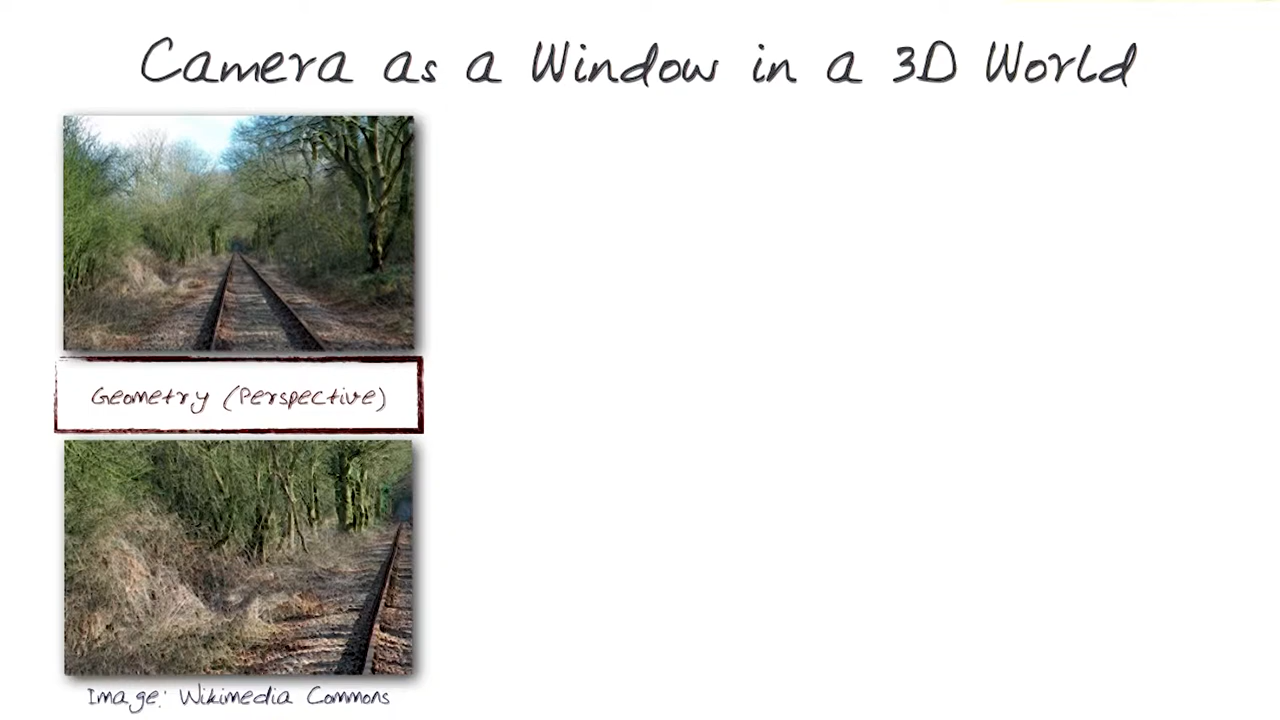 Camera as a Window in a 3D World
Geometry (Perspective)
Image: Wikimedia Commons